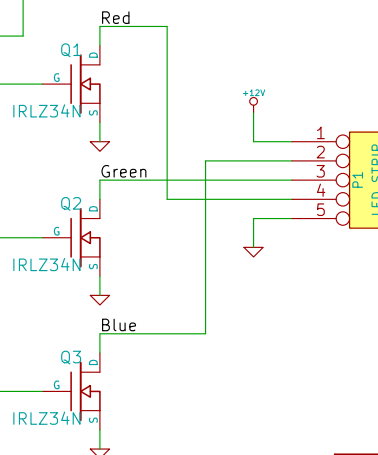 Red
Q1
D
G
S
IRLZ34N
+12V
1
2
3
4
5
P1
LED STRIP
Green
Q2
D
G
S
IRLZ34N
Blue
Q3
D
G
S
IRLZ34N